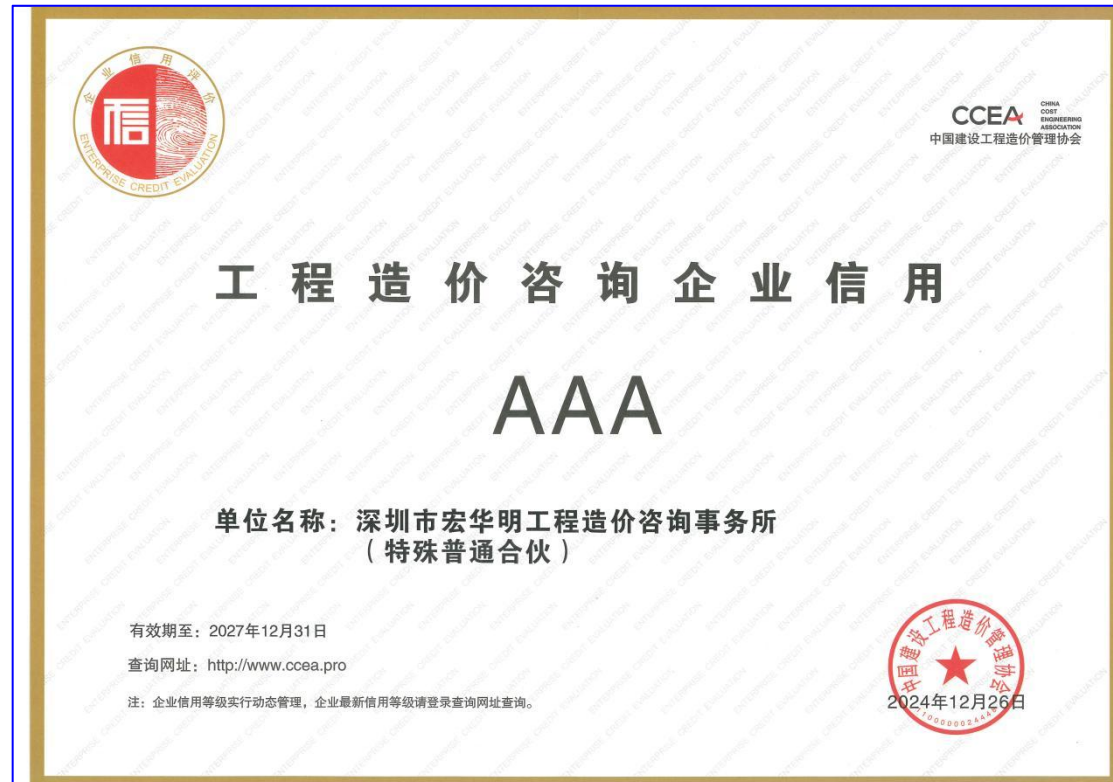 企业信用评价
ENTERPRISE CREDIT EVALUATION
信
CCEA
CHINA
COST
ENGINEERING
ASSOCIATION
中国建设工程造价管理协会
工程造价咨询企业信用
AAA
单位名称：深圳市宏华明工程造价咨询事务所
（特殊普通合伙）
有效期至：2027年12月31日
查询网址：http://www.ccea.pro
注：企业信用等级实行动态管理，企业最新信用等级请登录查询网址查询。
中国建设工程造价管理协会
2024年12月26日